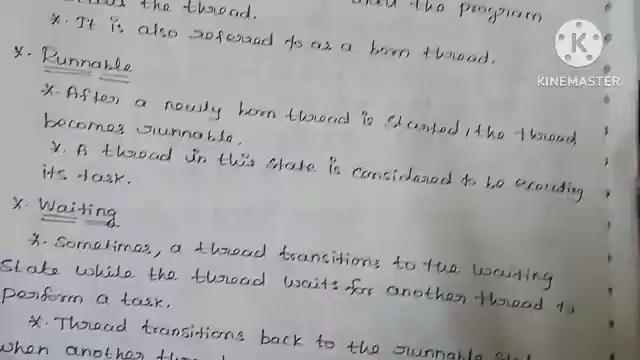 the thread. the program
*. It is also referred to as a born thread.
*. Runnable
*. After a newly born thread is started, the thread
becomes runnable.
*. A thread in this state is considered to be executing
its task.
*. Waiting
*. Sometimes, a thread transitions to the waiting
state while the thread waits for another thread to
perform a task.
*. Thread transitions back to the runnable
when another
K
KINEMASTER